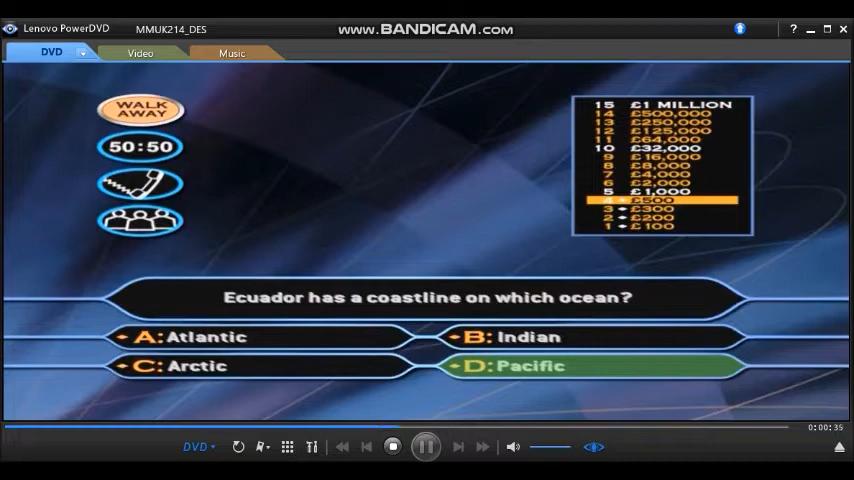 Lenovo PowerDVD
MMUK214_DES
www.BANDICAM.com
?
DVD
Video
Music
WALK AWAY
50:50
15 £1 MILLION
14 £500,000
13 £250,000
12 £125,000
11 £64,000
10 £32,000
9 £16,000
8 £8,000
7 £4,000
6 £2,000
5 £1,000
4 £500
3 £300
2 £200
1 £100
Ecuador has a coastline on which ocean?
A: Atlantic
B: Indian
C: Arctic
D: Pacific
0:00:35
DVD